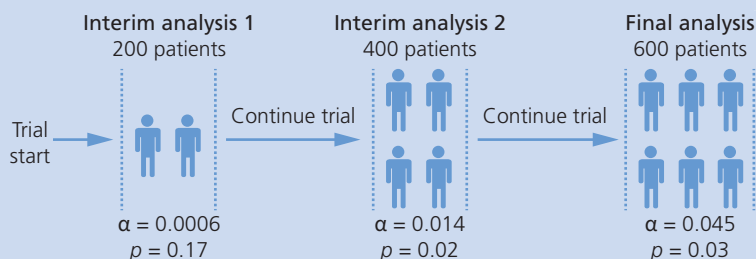 Interim analysis 1
200 patients
Interim analysis 2
400 patients
Final analysis
600 patients
Trial
start
Continue trial
Continue trial
α = 0.0006
p = 0.17
α = 0.014
p = 0.02
α = 0.045
p = 0.03